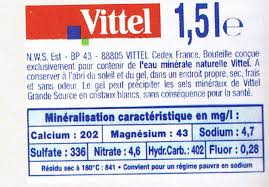 Vittel
1,5l e
N.W.S. Est - BP 43 - 88805 VITTEL Cedex France. Bouteille conçue
exclusivement pour contenir de l'eau minérale naturelle Vittel. A
conserver à l'abri du soleil et du gel, dans un endroit propre, sec, frais
et sans odeur. Le gel peut précipiter les sels minéraux de Vittel
Grande Source en cristaux blancs, sans conséquence pour la santé.
Minéralisation caractéristique en mg/l :
Calcium : 202 Magnésium : 43 Sodium : 4,7
Sulfate : 336 Nitrate : 4,6 Hydr.Carb. : 402 Fluor : 0,28
Résidu sec à 180°C : 841 • Convient pour un régime pauvre en sodium